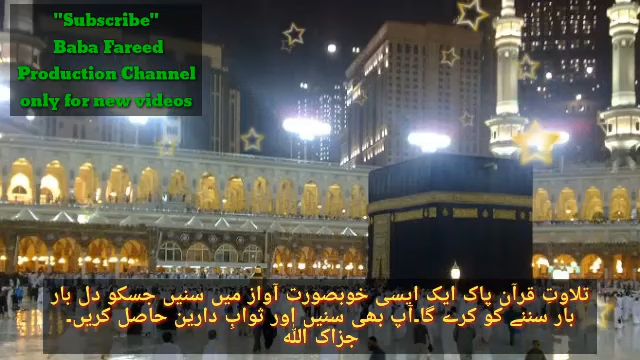 "Subscribe"
Baba Fareed
Production Channel
only for new videos
تلاوتِ قرآن پاک ایک ایسی خوبصورت آواز میں سنیں جسکو دل بار
بار سننے کو کرے گا۔آپ بھی سنیں اور ثوابِ دارین حاصل کریں۔
جزاک اللہ